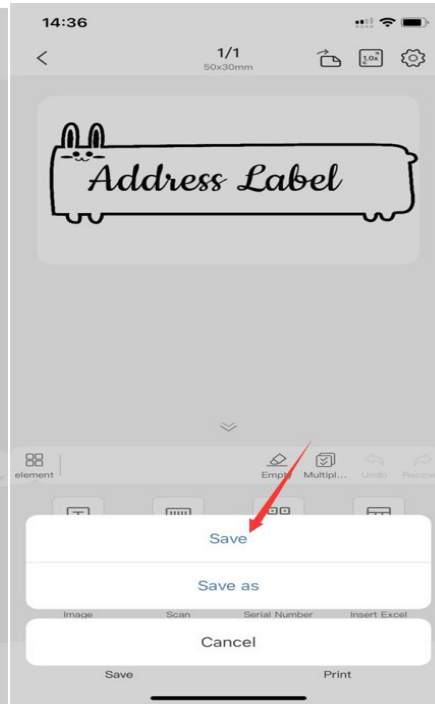 14:36
1/1
50x30mm
1.0x
Address Label
element
Empty
Multipl...
Undo
Save
Save as
Image
Scan
Serial Number
Insert Excel
Cancel
Save
Print